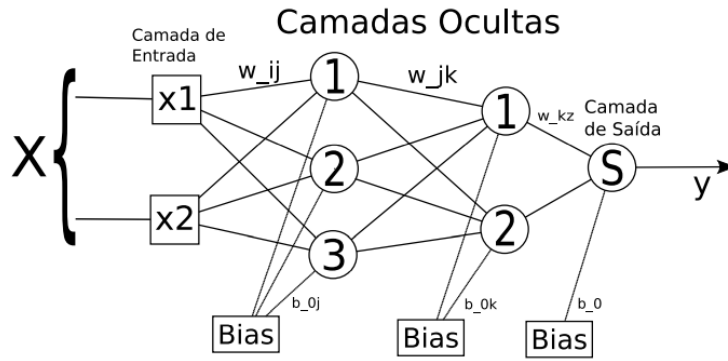 Camadas Ocultas
Camada de
Entrada
w_ij
w_jk
x1
1
1
w_kz
Camada
de Saída
X
2
S
y
x2
2
3
b_0j
b_0k
b_0
Bias
Bias
Bias